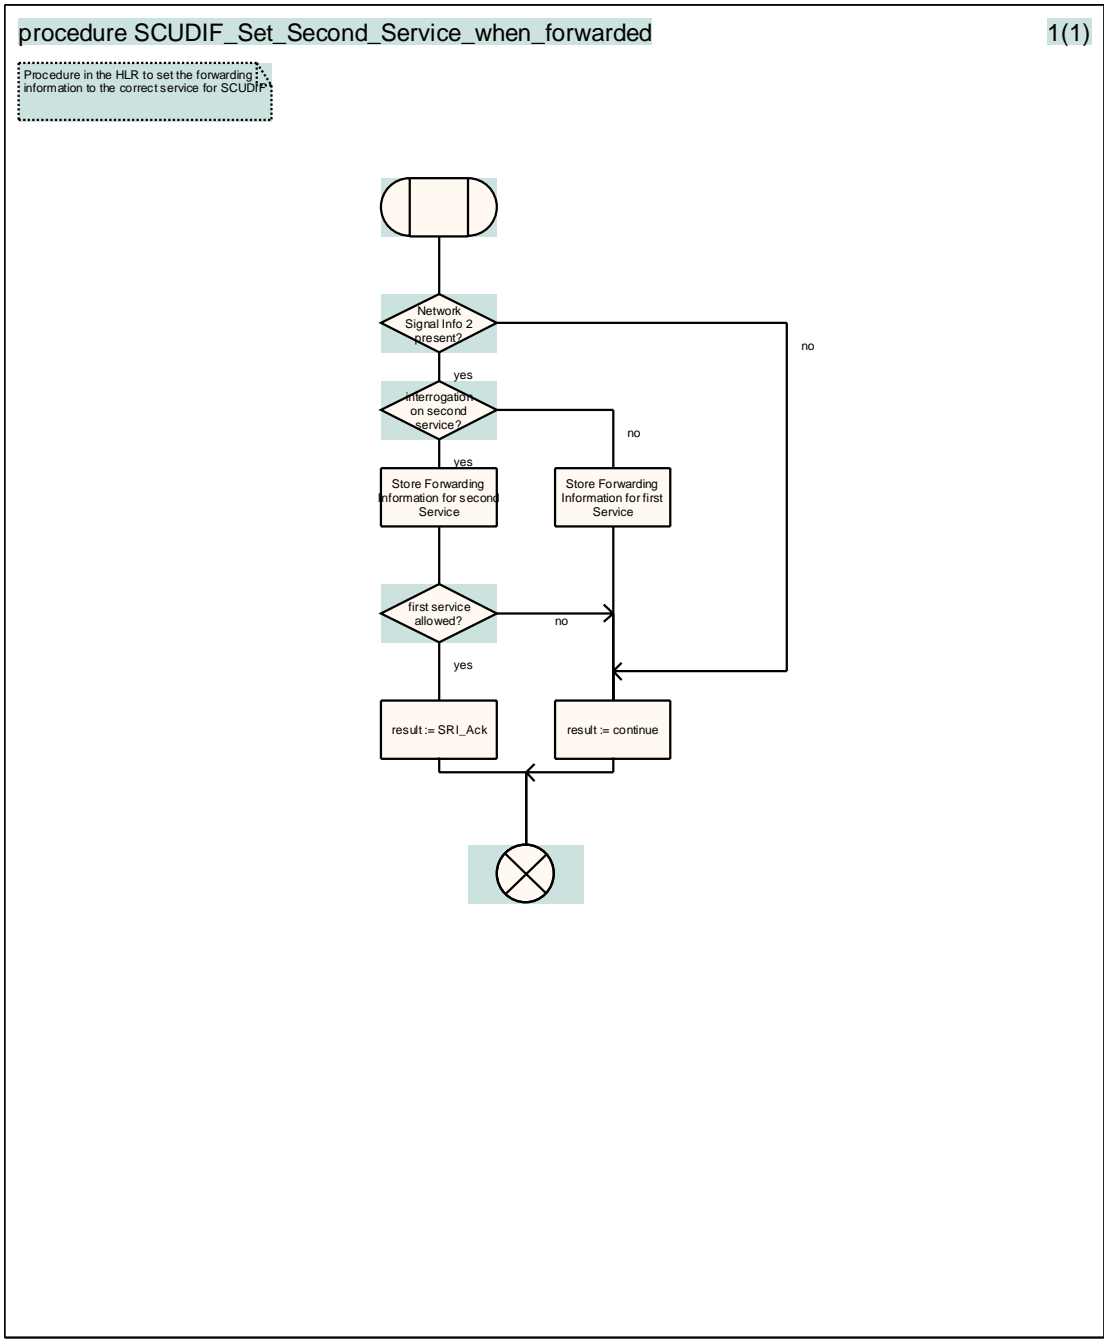 procedure SCUDIF_Set_Second_Service_when_forwarded
1(1)
Procedure in the HLR to set the forwarding
information to the correct service for SCUDIF
Network
Signal Info 2
present?
no
yes
interrogation
on second
service?
no
yes
Store Forwarding
Information for second
Service
Store Forwarding
Information for first
Service
first service
allowed?
no
yes
result := SRI_Ack
result := continue